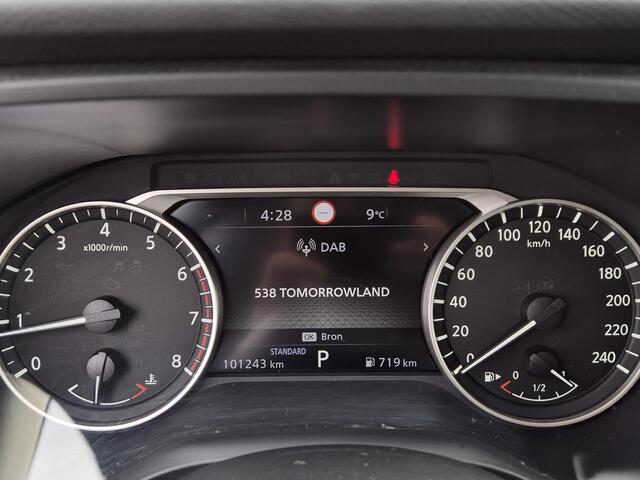 4:28 --- 9°C
DAB
538 TOMORROWLAND
OK Bron
STANDARD
101243 km P 719 km
x1000r/min
0 1 2 3 4 5 6 7 8
km/h
0 20 40 60 80 100 120 140 160 180 200 220 240
0 1/2 1